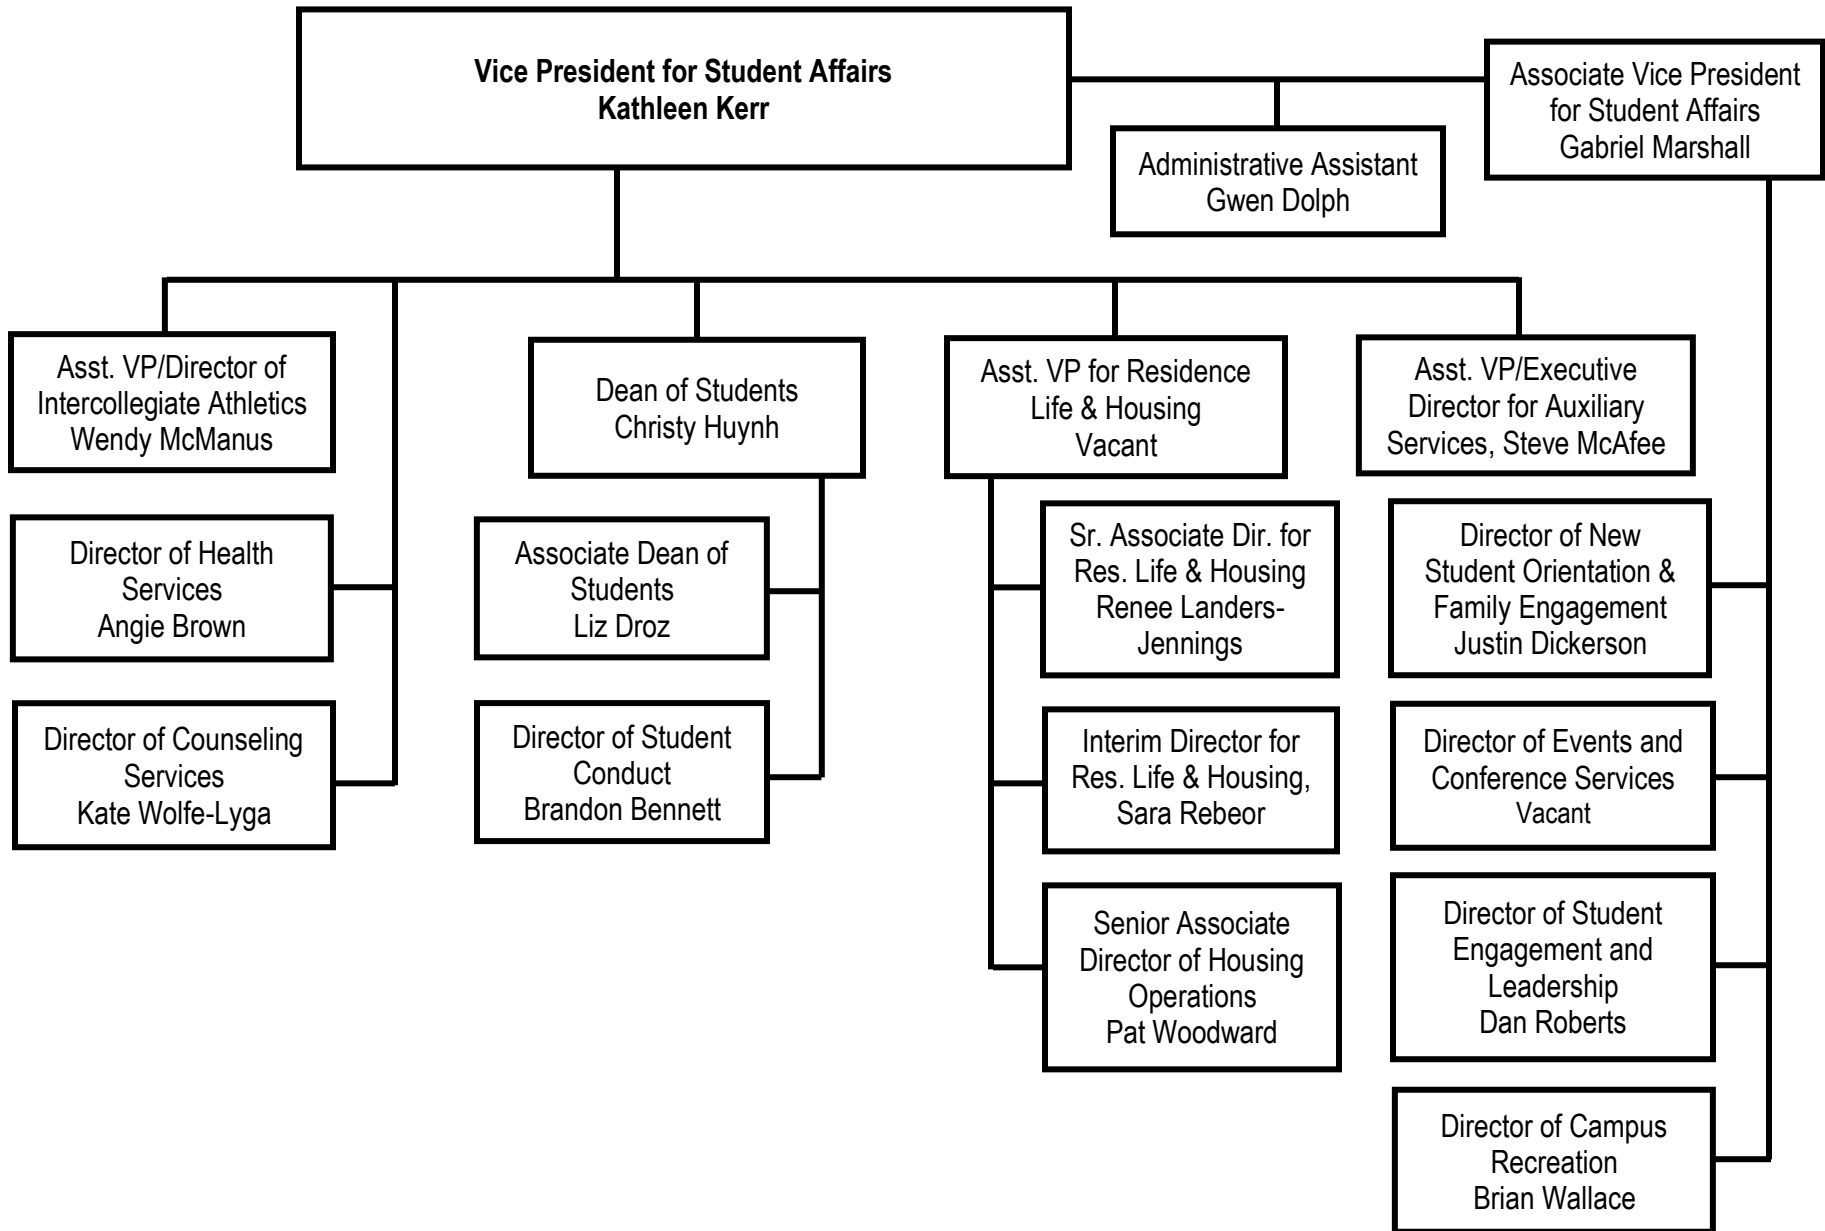 Vice President for Student Affairs
Kathleen Kerr
Associate Vice President
for Student Affairs
Gabriel Marshall
Administrative Assistant
Gwen Dolph
Asst. VP/Director of
Intercollegiate Athletics
Wendy McManus
Dean of Students
Christy Huynh
Asst. VP for Residence
Life & Housing
Vacant
Asst. VP/Executive
Director for Auxiliary
Services, Steve McAfee
Director of Health
Services
Angie Brown
Associate Dean of
Students
Liz Droz
Sr. Associate Dir. for
Res. Life & Housing
Renee Landers-
Jennings
Director of New
Student Orientation &
Family Engagement
Justin Dickerson
Director of Counseling
Services
Kate Wolfe-Lyga
Director of Student
Conduct
Brandon Bennett
Interim Director for
Res. Life & Housing,
Sara Rebeor
Director of Events and
Conference Services
Vacant
Senior Associate
Director of Housing
Operations
Pat Woodward
Director of Student
Engagement and
Leadership
Dan Roberts
Director of Campus
Recreation
Brian Wallace